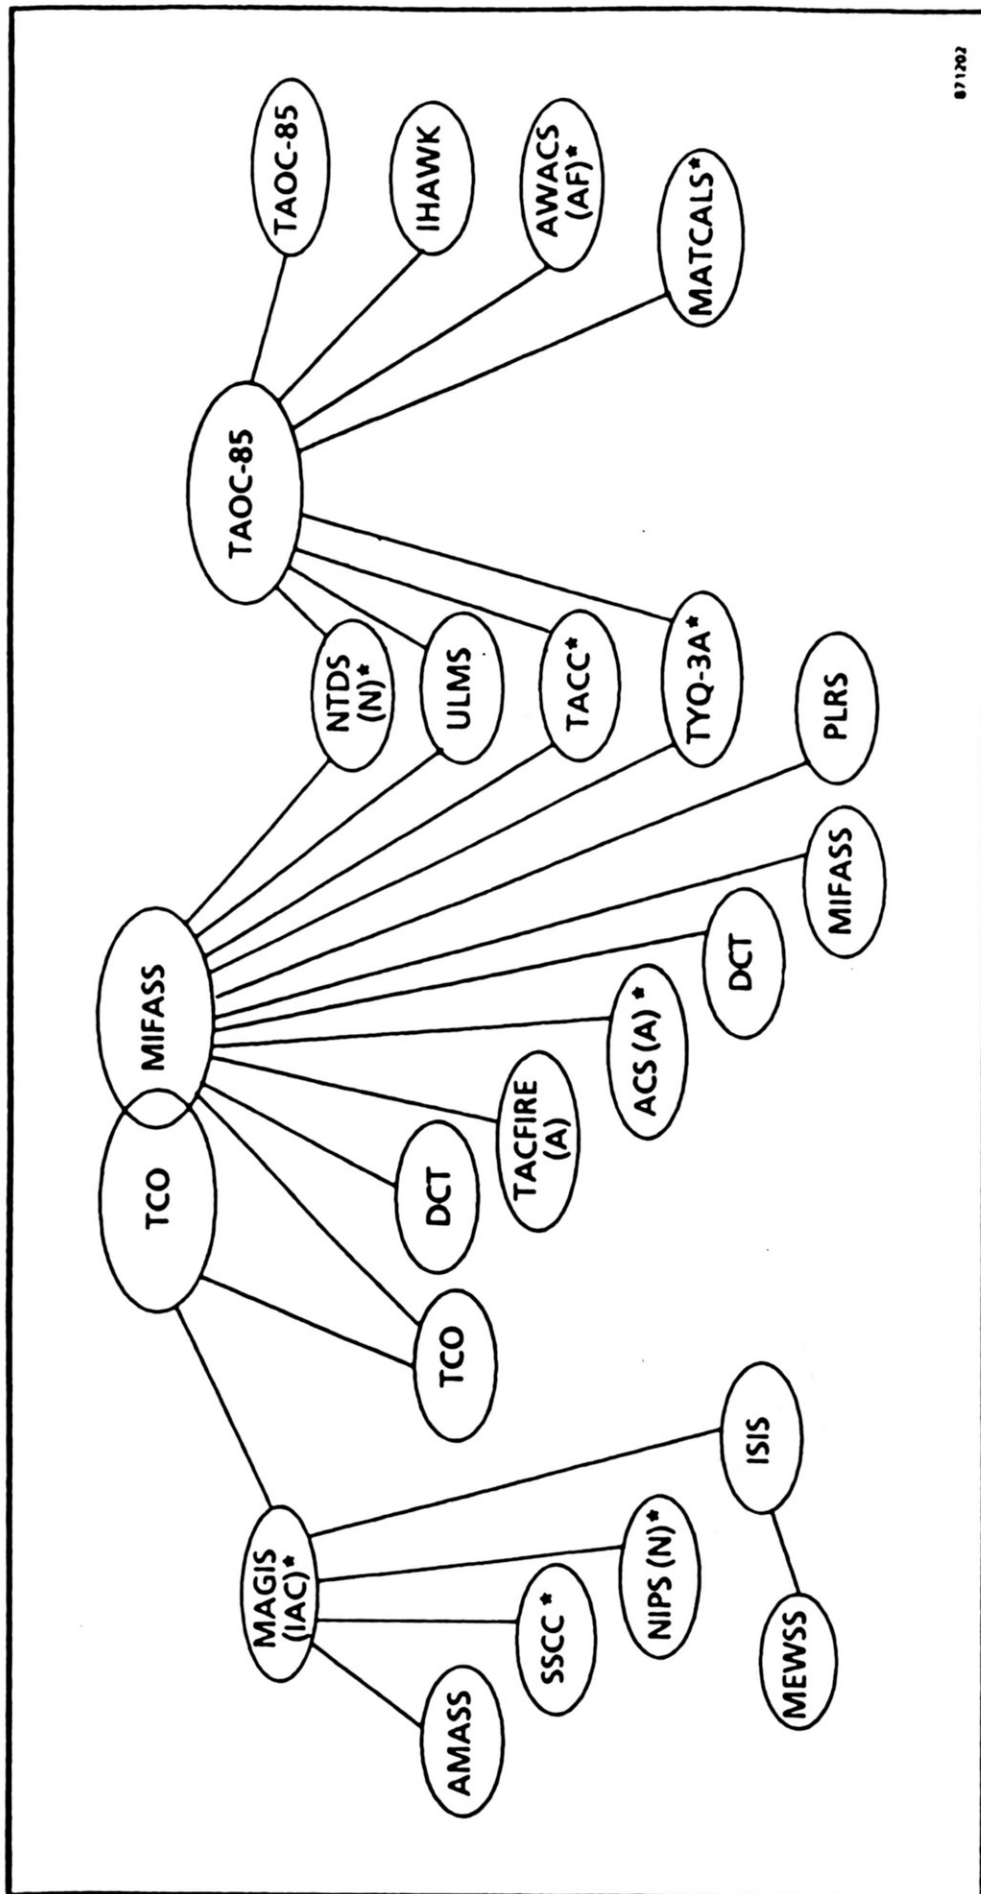 TCO
MIFASS
TAOC-85
TAOC-85
IHAWK
AWACS
(AF)*
MATCALS*
NTDS
(N)*
ULMS
TACC*
TYQ-3A*
PLRS
MIFASS
DCT
ACS (A)*
TACFIRE
(A)
DCT
TCO
MAGIS
(IAC)*
AMASS
SSCC*
NIPS (N)*
ISIS
MEWSS
871202